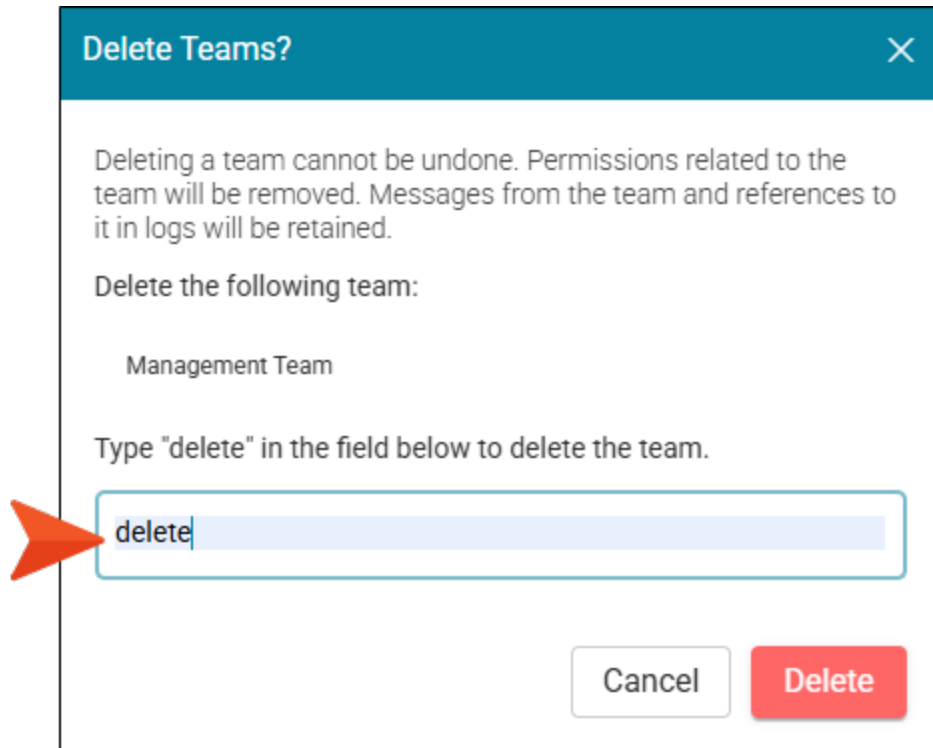 Delete Teams?
Deleting a team cannot be undone. Permissions related to the
team will be removed. Messages from the team and references to
it in logs will be retained.
Delete the following team:
Management Team
Type "delete" in the field below to delete the team.
delete
Cancel
Delete